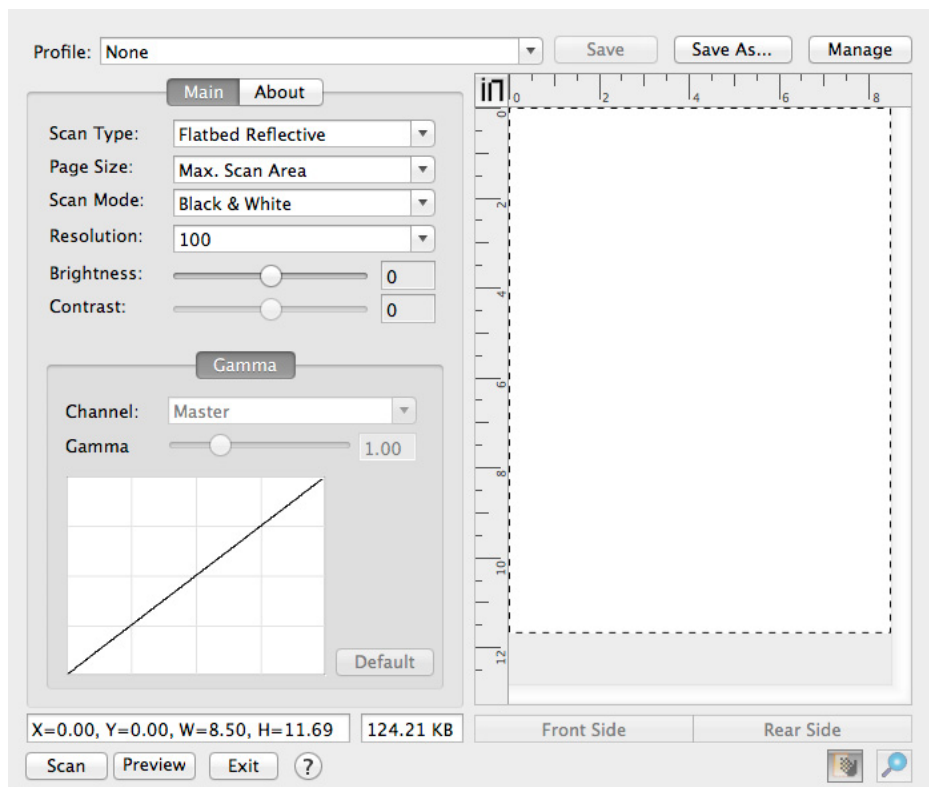 Profile: None Save Save As... Manage
Main About
Scan Type: Flatbed Reflective
Page Size: Max. Scan Area
Scan Mode: Black & White
Resolution: 100
Brightness: 0
Contrast: 0
Gamma
Channel: Master
Gamma 1.00
Default
X=0.00, Y=0.00, W=8.50, H=11.69 124.21 KB
Scan Preview Exit ?
in 0 2 4 6 8
0
2
4
6
8
10
12
Front Side Rear Side